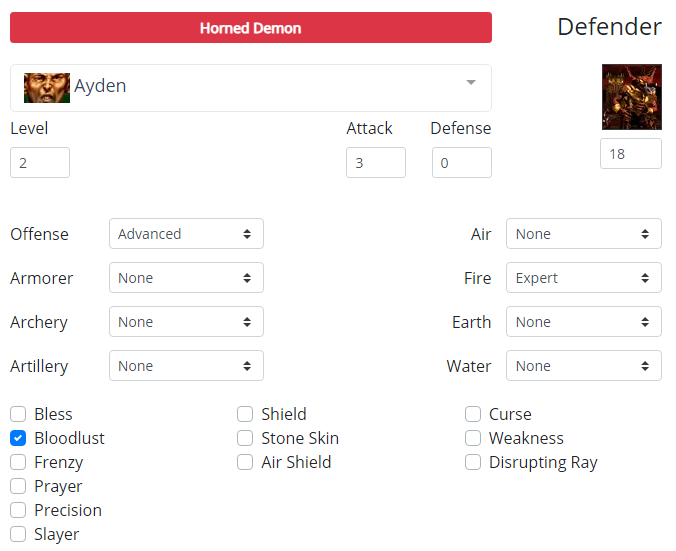 Horned Demon
Defender
Ayden
Level
Attack
Defense
2
3
0
18
Offense
Advanced
Air
None
Armorer
None
Fire
Expert
Archery
None
Earth
None
Artillery
None
Water
None
Bless
Shield
Curse
Bloodlust
Stone Skin
Weakness
Frenzy
Air Shield
Disrupting Ray
Prayer
Precision
Slayer